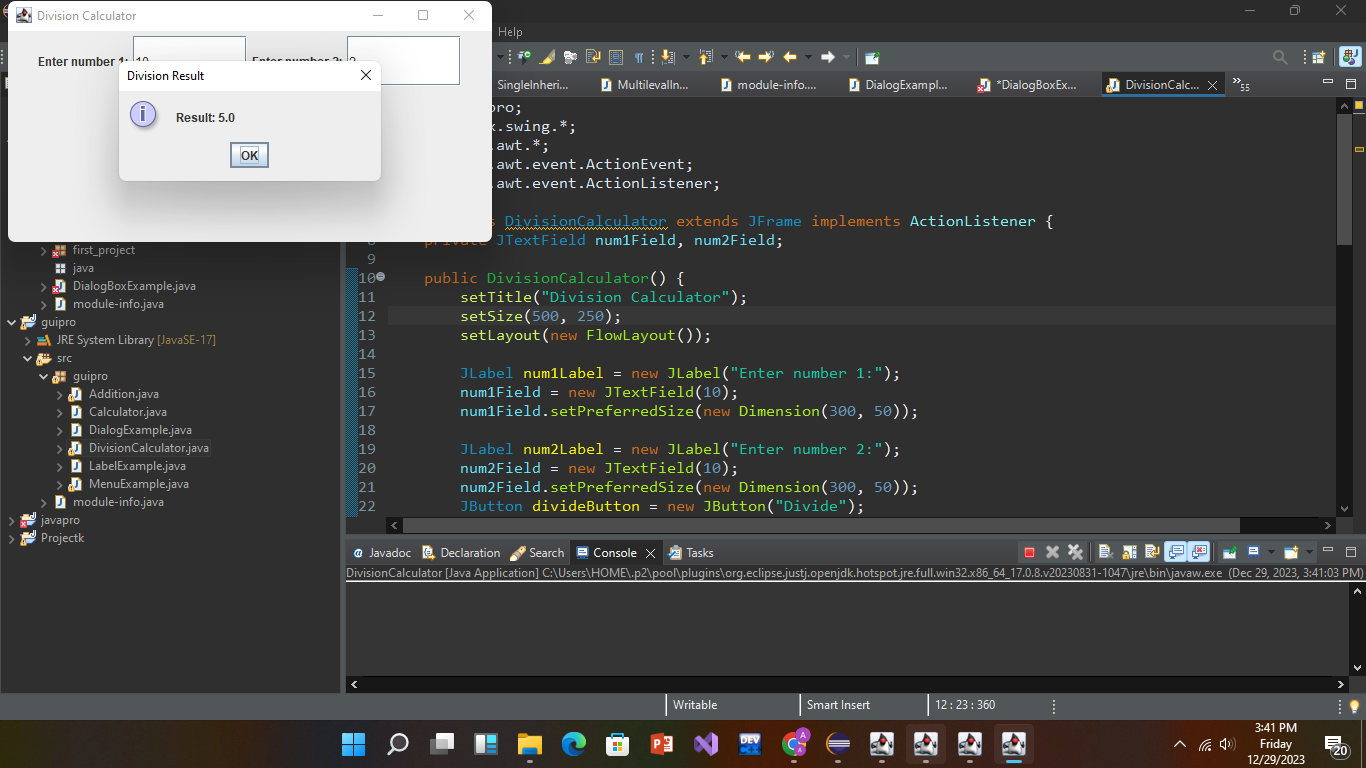 Division Calculator
Help
Enter number 1:
Division Result
Result: 5.0
OK
SingleInheri...
MultilevalIn...
module-info....
DialogExampl...
*DialogBoxEx...
DivisionCalc...
55
pro;
x.swing.*;
.awt.*;
.awt.event.ActionEvent;
.awt.event.ActionListener;
s DivisionCalculator extends JFrame implements ActionListener {
private JTextField num1Field, num2Field;
9
10 public DivisionCalculator() {
11 setTitle("Division Calculator");
12 setSize(500, 250);
13 setLayout(new FlowLayout());
14
15 JLabel num1Label = new JLabel("Enter number 1:");
16 num1Field = new JTextField(10);
17 num1Field.setPreferredSize(new Dimension(300, 50));
18
19 JLabel num2Label = new JLabel("Enter number 2:");
20 num2Field = new JTextField(10);
21 num2Field.setPreferredSize(new Dimension(300, 50));
22 JButton divideButton = new JButton("Divide");
first_project
java
DialogBoxExample.java
module-info.java
guipro
JRE System Library [JavaSE-17]
src
guipro
Addition.java
Calculator.java
DialogExample.java
DivisionCalculator.java
LabelExample.java
MenuExample.java
module-info.java
javapro
Projectk
Javadoc
Declaration
Search
Console
Tasks
DivisionCalculator [Java Application] C:\Users\HOME\.p2\pool\plugins\org.eclipse.justj.openjdk.hotspot.jre.full.win32.x86_64_17.0.8.v20230831-1047\jre\bin\javaw.exe (Dec 29, 2023, 3:41:03 PM)
Writable
Smart Insert
12 : 23 : 360
3:41 PM
Friday
12/29/2023
20